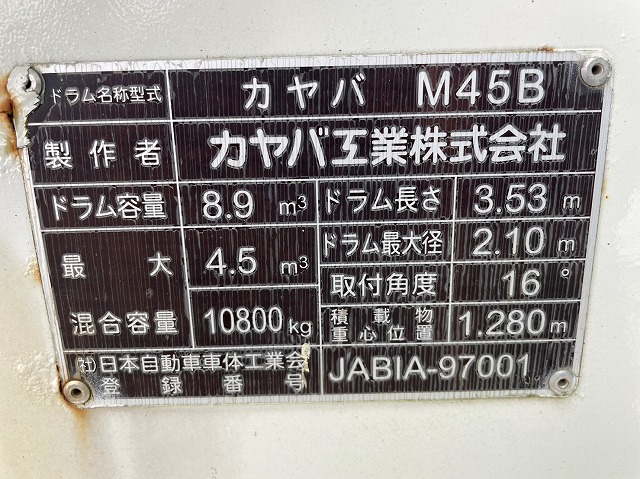 ドラム名称型式 カヤバ M45B
製作者 カヤバ工業株式会社
ドラム容量 8.9 m³ ドラム長さ 3.53 m
最大 4.5 m³ ドラム最大径 2.10 m
取付角度 16°
混合容量 10800 kg 積載物重心位置 1.280 m
(社)日本自動車車体工業会
登録番号 JABIA-97001